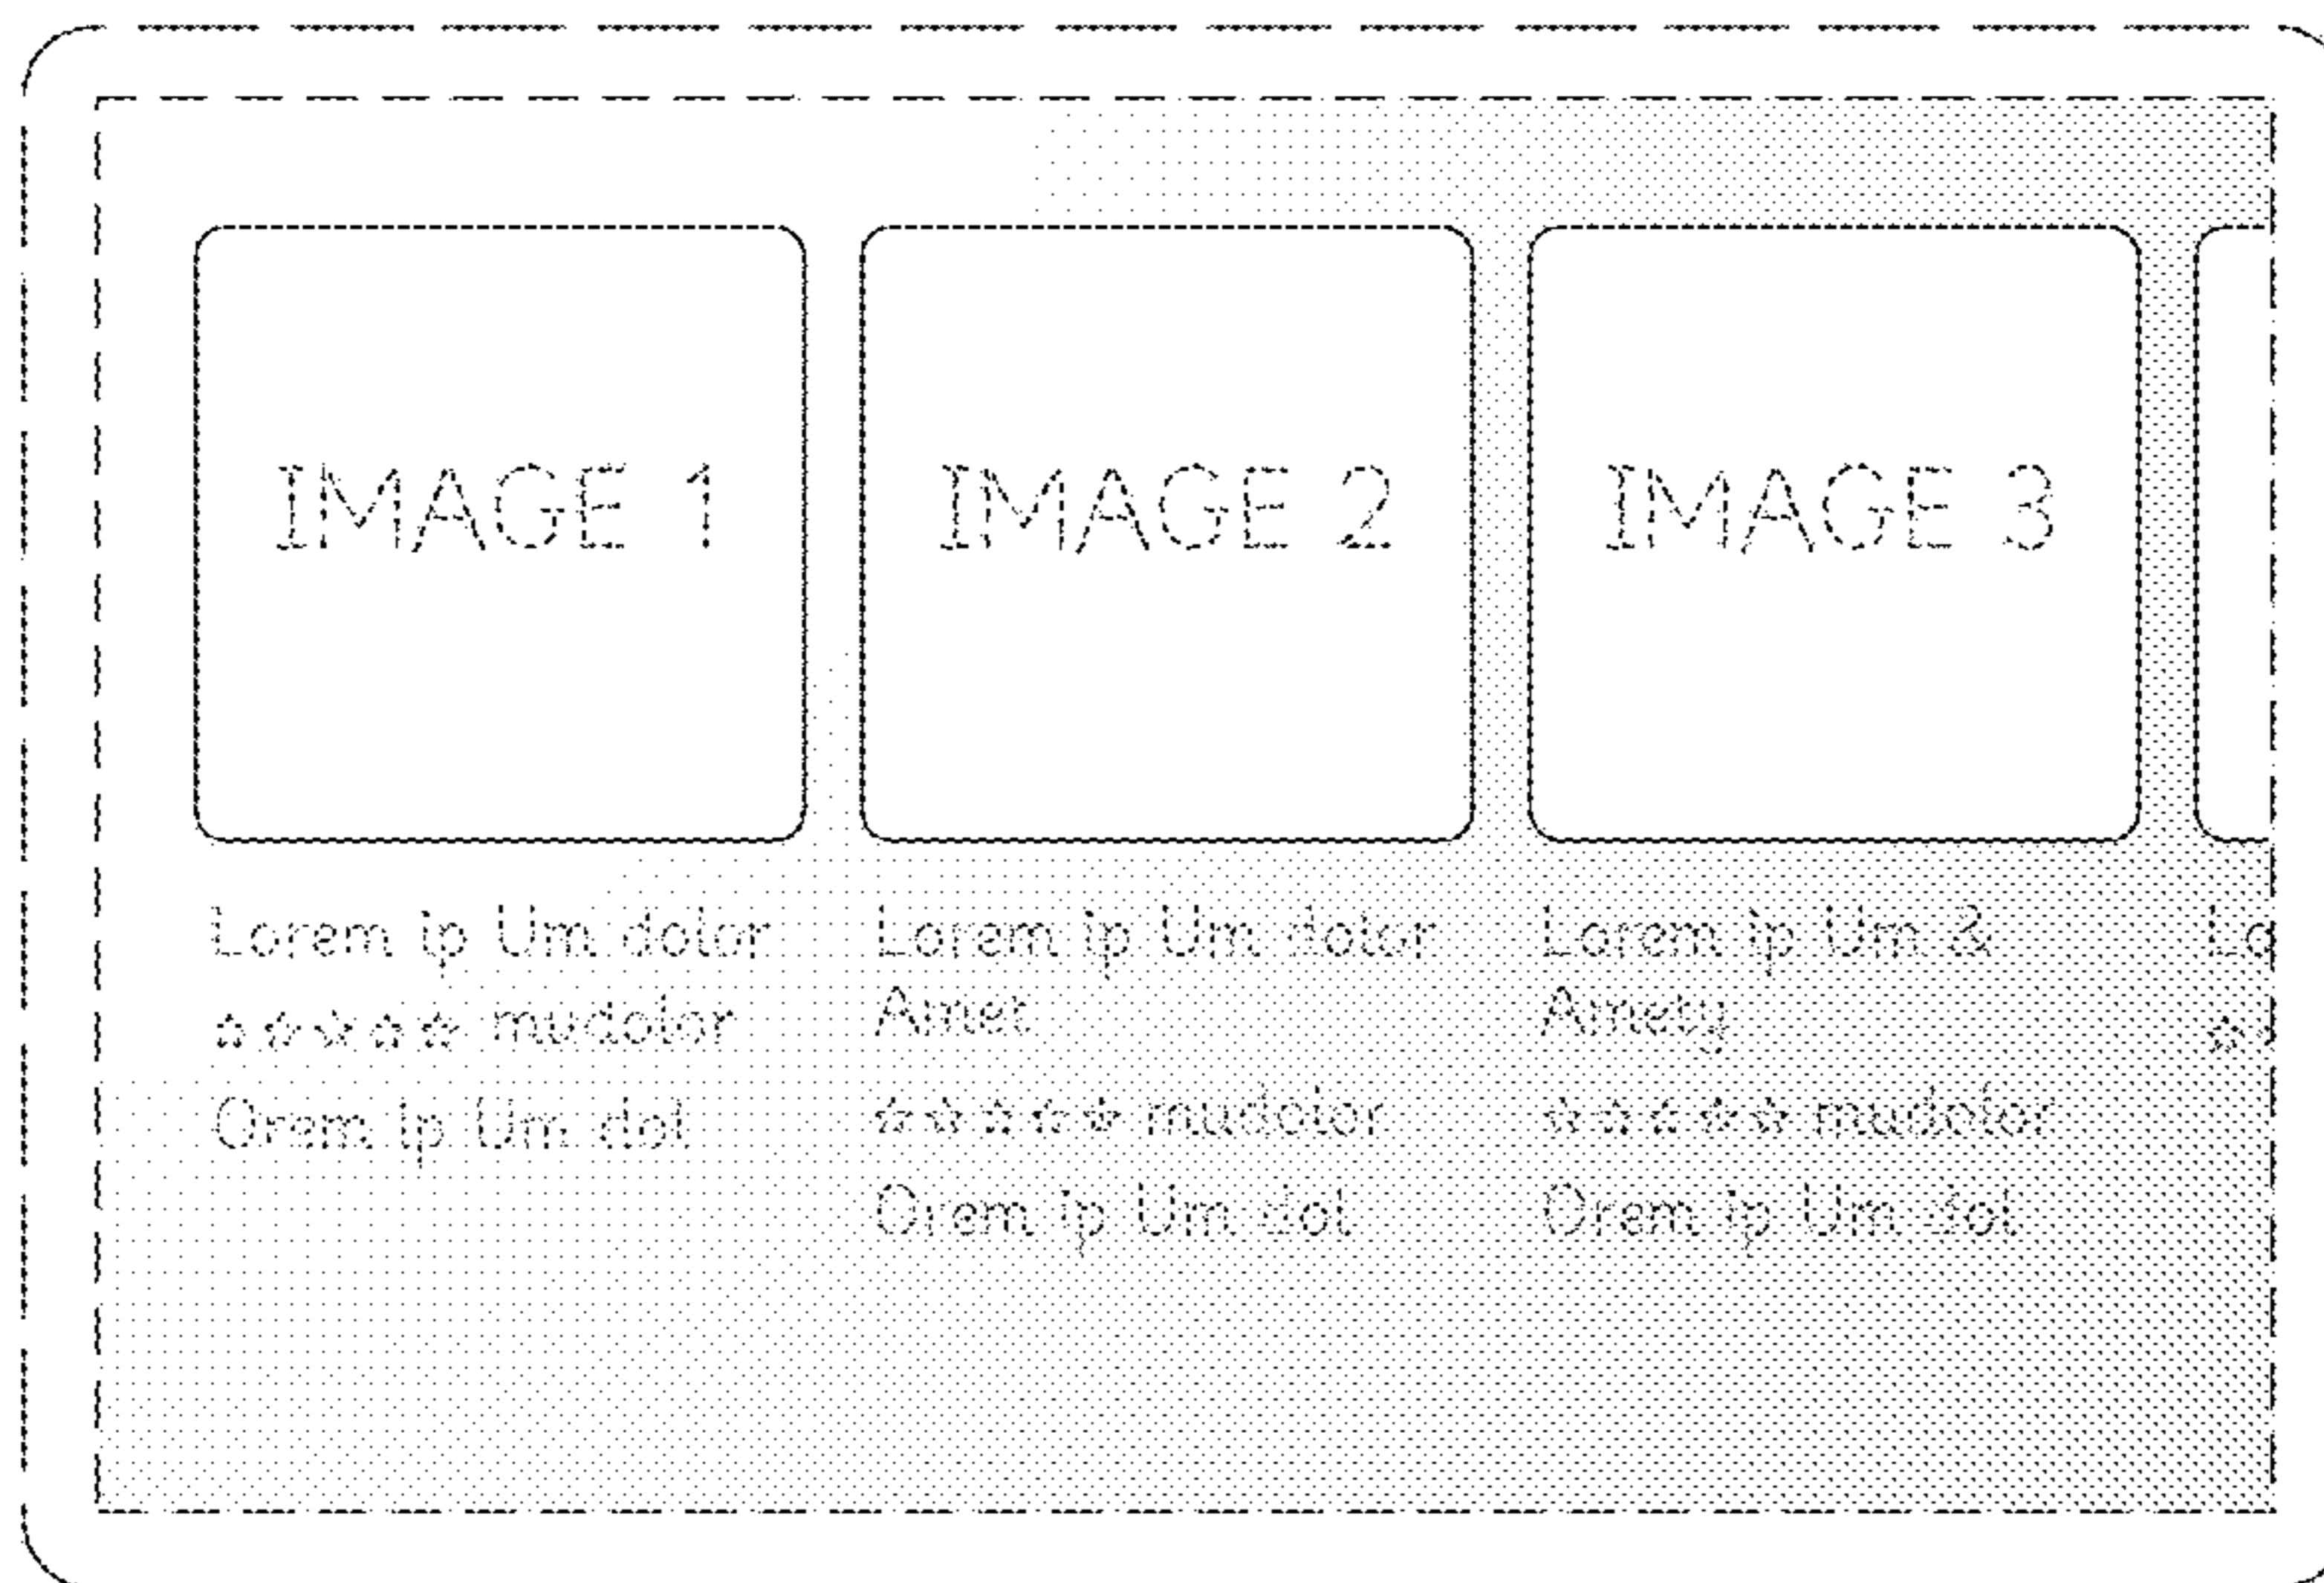 IMAGE 1
IMAGE 2
IMAGE 3
Lorem ip Um dolor
☆☆☆☆☆ mudolor
Orem ip Um dol
Lorem ip Um dolor
Amet
☆☆☆☆☆ mudolor
Orem ip Um dol
Lorem ip Um &
Amety
☆☆☆☆☆ mudolor
Orem ip Um dol